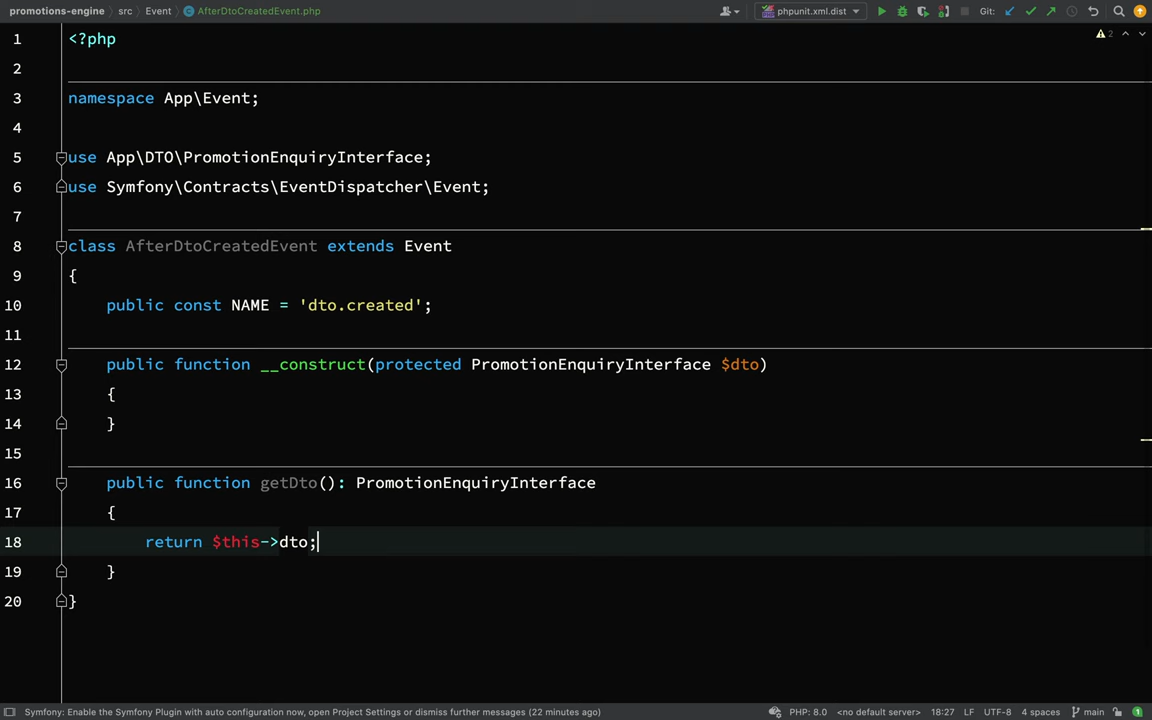 promotions-engine src Event AfterDtoCreatedEvent.php phpunit.xml.dist Git:
1 <?php 2
2
3 namespace App\Event;
4
5 use App\DTO\PromotionEnquiryInterface;
6 use Symfony\Contracts\EventDispatcher\Event;
7
8 class AfterDtoCreatedEvent extends Event
9 {
10 public const NAME = 'dto.created';
11
12 public function __construct(protected PromotionEnquiryInterface $dto)
13 {
14 }
15
16 public function getDto(): PromotionEnquiryInterface
17 {
18 return $this->dto;
19 }
20 }
Symfony: Enable the Symfony Plugin with auto configuration now, open Project Settings or dismiss further messages (22 minutes ago) PHP: 8.0 <no default server> 18:27 LF UTF-8 4 spaces main 1